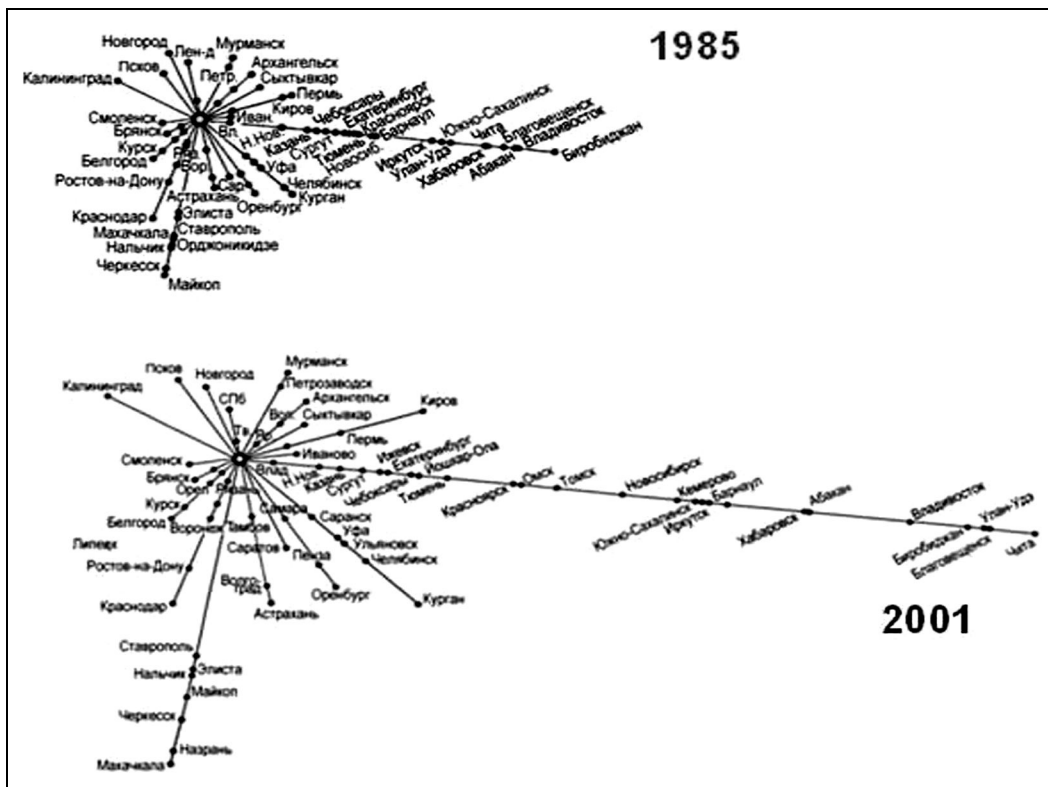 1985
Новгород
Мурманск
Лен-д
Псков
Архангельск
Петр.
Калининград
Сыктывкар
Пермь
Киров
Смоленск
Иван.
Чебоксары
Екатеринбург
Красноярск
Барнаул
Южно-Сахалинск
Чита
Благовещенск
Владивосток
Биробиджан
Брянск
Вл.
Н.Нов.
Казань
Сургут
Тюмень
Новосиб.
Иркутск
Улан-Удэ
Хабаровск
Абакан
Курск
Белгород
Вор.
Уфа
Ростов-на-Дону
Сар.
Челябинск
Астрахань
Оренбург
Курган
Краснодар
Элиста
Махачкала
Ставрополь
Нальчик
Орджоникидзе
Черкесск
Майкоп
Псков
Мурманск
Калининград
Новгород
Петрозаводск
СПб
Архангельск
Вол.
Киров
Сыктывкар
Тв.
Яр.
Пермь
Смоленск
Иваново
Влад.
Н.Нов.
Казань
Сургут
Ижевск
Екатеринбург
Чебоксары
Йошкар-Ола
Тюмень
Красноярск
Омск
Томск
Новосибирск
Кемерово
Южно-Сахалинск
Иркутск
Барнаул
Хабаровск
Абакан
Владивосток
Биробиджан
Улан-Удэ
Благовещенск
Чита
Брянск
Орел
Рязань
Курск
Белгород
Воронеж
Тамбов
Самара
Саранск
Уфа
Липецк
Саратов
Пенза
Ульяновск
Челябинск
Ростов-на-Дону
Волго-
град
Оренбург
Краснодар
Астрахань
Курган
2001
Ставрополь
Элиста
Нальчик
Майкоп
Черкесск
Назрань
Махачкала